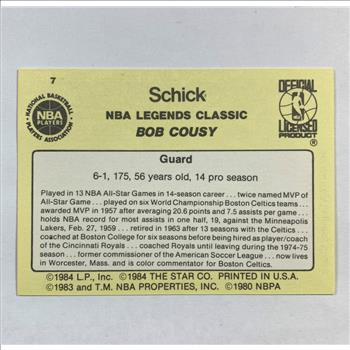 7
NATIONAL BASKETBALL
NBA
PLAYERS
PLAYERS ASSOCIATION
Schick
NBA LEGENDS CLASSIC
BOB COUSY
OFFICIAL
NBA
LICENSED
PRODUCT
®
Guard
6-1, 175, 56 years old, 14 pro season
Played in 13 NBA All-Star Games in 14-season career . . . twice named MVP of
All-Star Game . . . played on six World Championship Boston Celtics teams . . .
awarded MVP in 1957 after averaging 20.6 points and 7.5 assists per game . . .
holds NBA record for most assists in one half, 19, against the Minneapolis
Lakers, Feb. 27, 1959 . . . retired in 1963 after 13 seasons with the Celtics . . .
coached at Boston College for six seasons before being hired as player/coach
of the Cincinnati Royals . . . coached Royals until leaving during the 1974-75
season . . . former commissioner of the American Soccer League . . . now lives
in Worcester, Mass. and is color commentator for Boston Celtics.
©1984 L.P., Inc. ©1984 THE STAR CO. PRINTED IN U.S.A.
©1983 and T.M. NBA PROPERTIES, INC. ©1980 NBPA